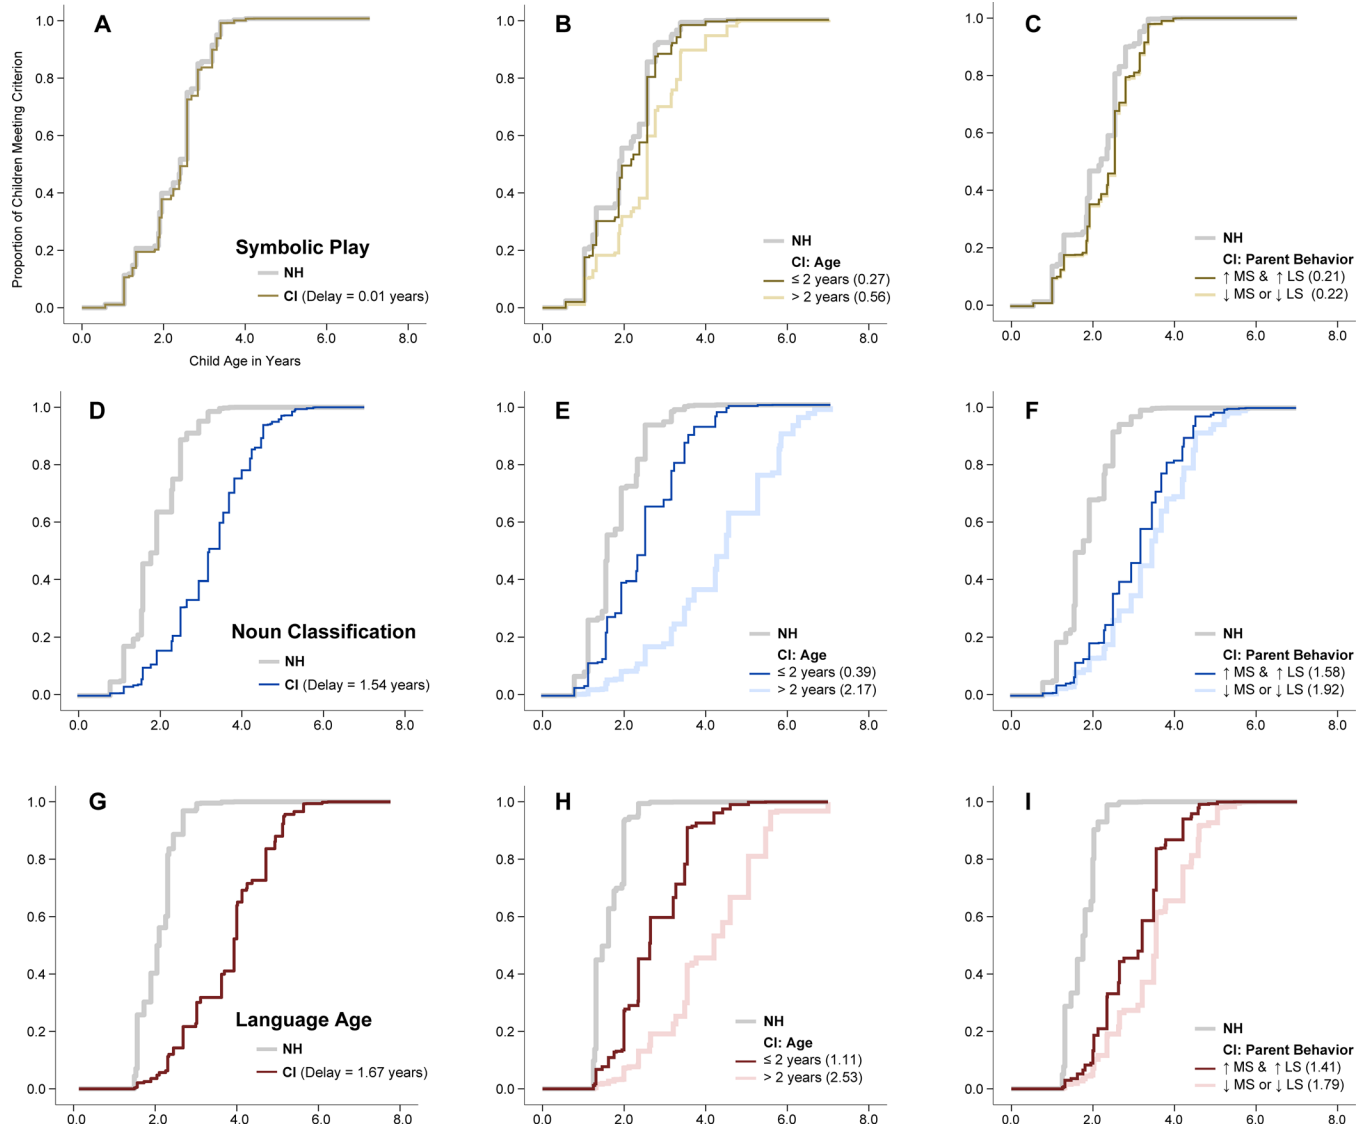 A
1.0
0.8
0.6
0.4
0.2
0.0
Proportion of Children Meeting Criterion
Symbolic Play
NH
CI (Delay = 0.01 years)
0.0 2.0 4.0 6.0 8.0
Child Age in Years
B
1.0
0.8
0.6
0.4
0.2
0.0
NH
CI: Age
≤ 2 years (0.27)
> 2 years (0.56)
0.0 2.0 4.0 6.0 8.0
C
1.0
0.8
0.6
0.4
0.2
0.0
NH
CI: Parent Behavior
↑ MS & ↑ LS (0.21)
↓ MS or ↓ LS (0.22)
0.0 2.0 4.0 6.0 8.0
D
1.0
0.8
0.6
0.4
0.2
0.0
Noun Classification
NH
CI (Delay = 1.54 years)
0.0 2.0 4.0 6.0 8.0
E
1.0
0.8
0.6
0.4
0.2
0.0
NH
CI: Age
≤ 2 years (0.39)
> 2 years (2.17)
0.0 2.0 4.0 6.0 8.0
F
1.0
0.8
0.6
0.4
0.2
0.0
NH
CI: Parent Behavior
↑ MS & ↑ LS (1.58)
↓ MS or ↓ LS (1.92)
0.0 2.0 4.0 6.0 8.0
G
1.0
0.8
0.6
0.4
0.2
0.0
Language Age
NH
CI (Delay = 1.67 years)
0.0 2.0 4.0 6.0 8.0
H
1.0
0.8
0.6
0.4
0.2
0.0
NH
CI: Age
≤ 2 years (1.11)
> 2 years (2.53)
0.0 2.0 4.0 6.0 8.0
I
1.0
0.8
0.6
0.4
0.2
0.0
NH
CI: Parent Behavior
↑ MS & ↑ LS (1.41)
↓ MS or ↓ LS (1.79)
0.0 2.0 4.0 6.0 8.0